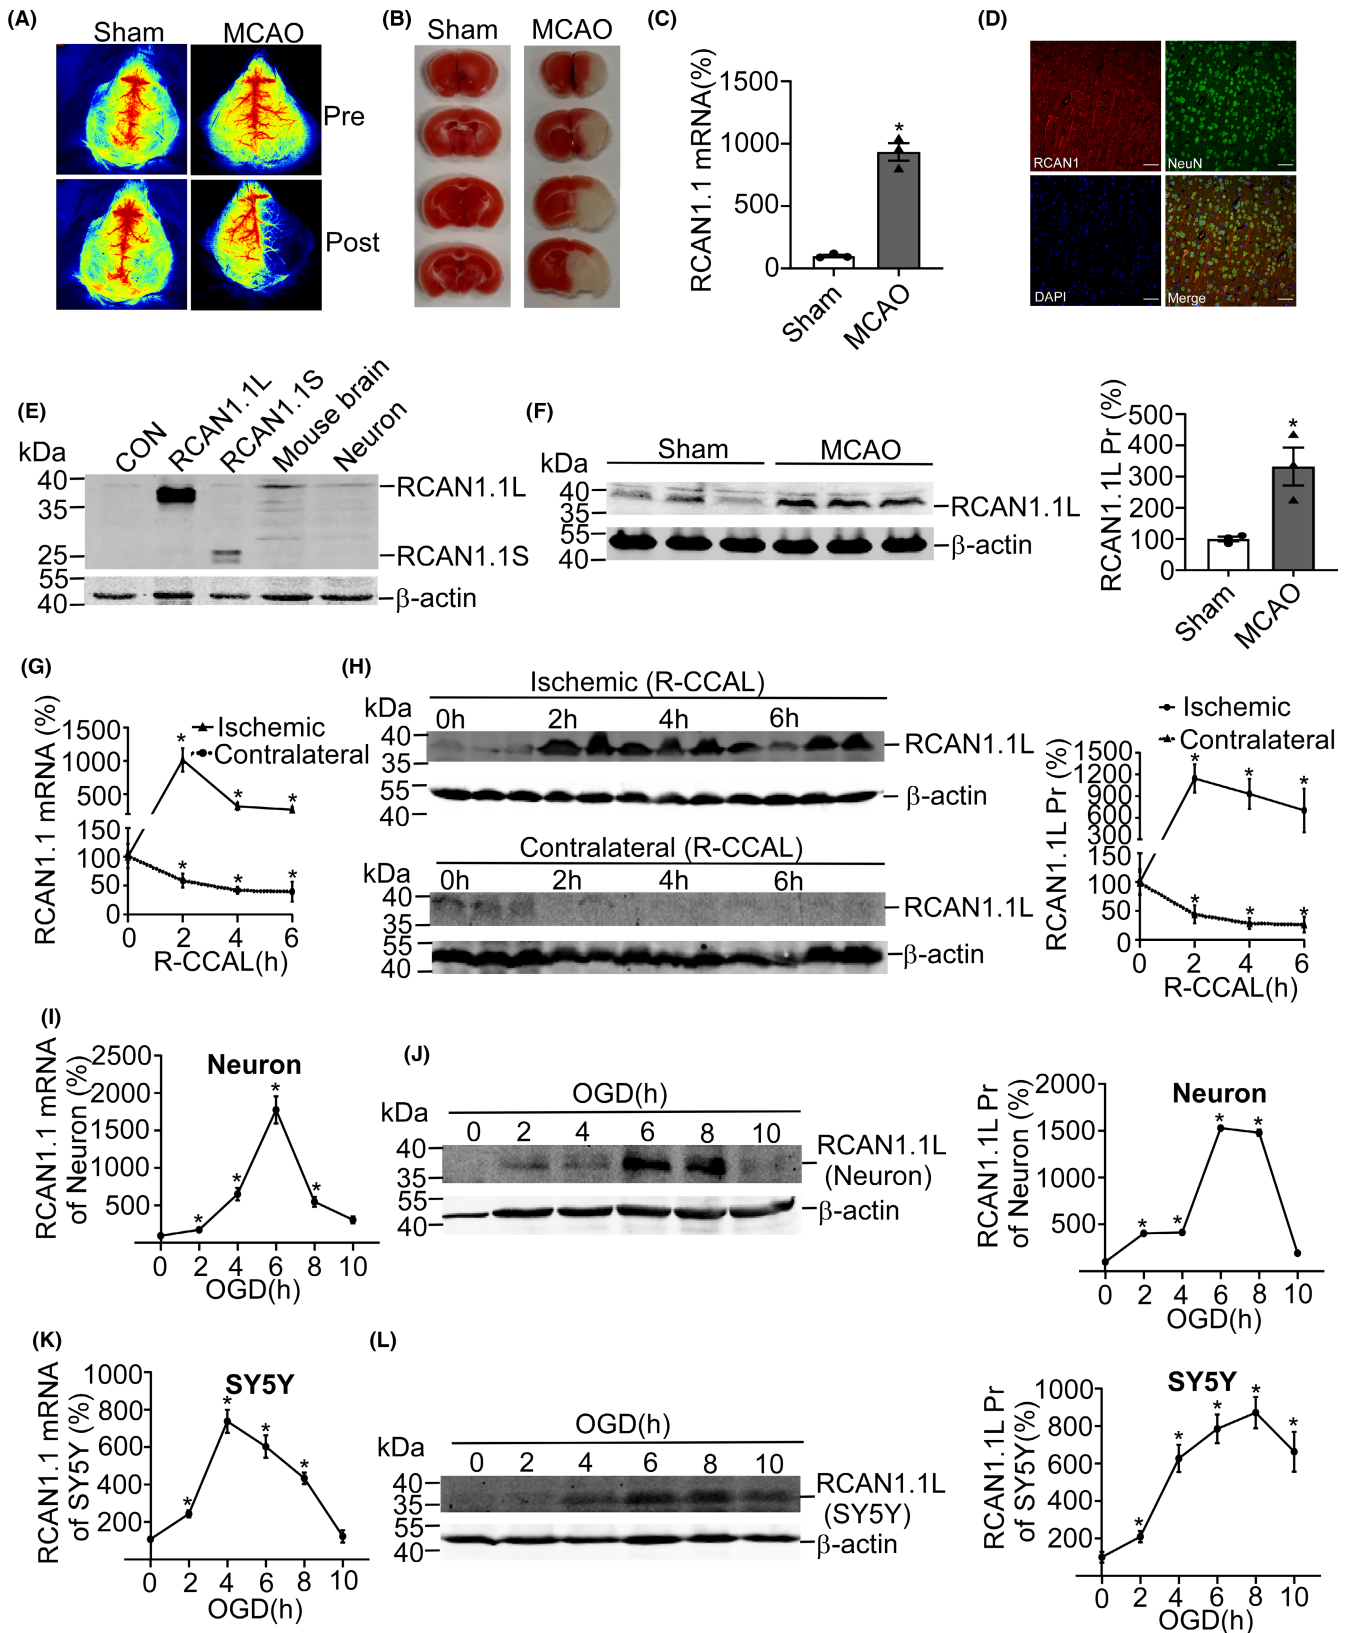 (A)
Sham
MCAO
Pre
Post
(B)
Sham
MCAO
(C)
RCAN1.1 mRNA(%)
1500
1000
500
0
Sham
MCAO
*
(D)
RCAN1
NeuN
DAPI
Merge
(E)
kDa
CON
RCAN1.1L
RCAN1.1S
Mouse brain
Neuron
40
35
25
55
40
RCAN1.1L
RCAN1.1S
β-actin
(F)
kDa
Sham
MCAO
40
35
55
40
RCAN1.1L
β-actin
RCAN1.1L Pr (%)
500
400
300
200
100
0
*
Sham
MCAO
(G)
RCAN1.1 mRNA (%)
1500
1000
500
150
100
50
0
Ischemic
Contralateral
* * *
* * *
0 2 4 6
R-CCAL(h)
(H)
Ischemic (R-CCAL)
kDa
0h 2h 4h 6h
40
35
55
40
RCAN1.1L
β-actin
Contralateral (R-CCAL)
kDa
0h 2h 4h 6h
40
35
55
40
RCAN1.1L
β-actin
Ischemic
Contralateral
RCAN1.1L Pr (%)
1500
1200
900
600
300
150
100
50
0
* * *
* * *
0 2 4 6
R-CCAL(h)
(I)
RCAN1.1 mRNA
of Neuron (%)
Neuron
2500
2000
1500
1000
500
* * * *
0 2 4 6 8 10
OGD(h)
(J)
OGD(h)
kDa
0 2 4 6 8 10
40
35
55
40
RCAN1.1L
(Neuron)
β-actin
RCAN1.1L Pr
of Neuron (%)
Neuron
2000
1500
1000
500
* * * *
0 2 4 6 8 10
OGD(h)
(K)
RCAN1.1 mRNA
of SY5Y (%)
SY5Y
1000
800
600
400
200
* * * *
0 2 4 6 8 10
OGD(h)
(L)
OGD(h)
kDa
0 2 4 6 8 10
40
35
55
40
RCAN1.1L
(SY5Y)
β-actin
RCAN1.1L Pr
of SY5Y(%)
SY5Y
1000
800
600
400
200
* * * * *
0 2 4 6 8 10
OGD(h)